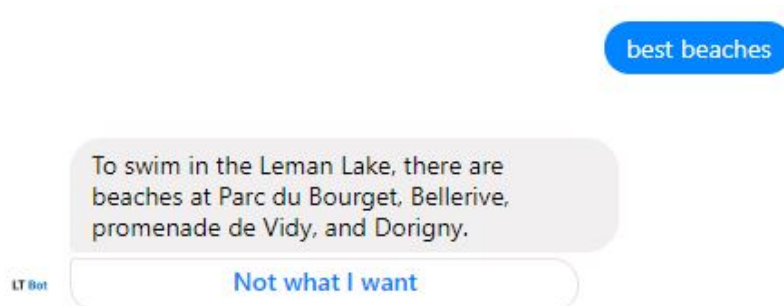 best beaches
To swim in the Leman Lake, there are
beaches at Parc du Bourget, Bellerive,
promenade de Vidy, and Dorigny.
LT Bot
Not what I want